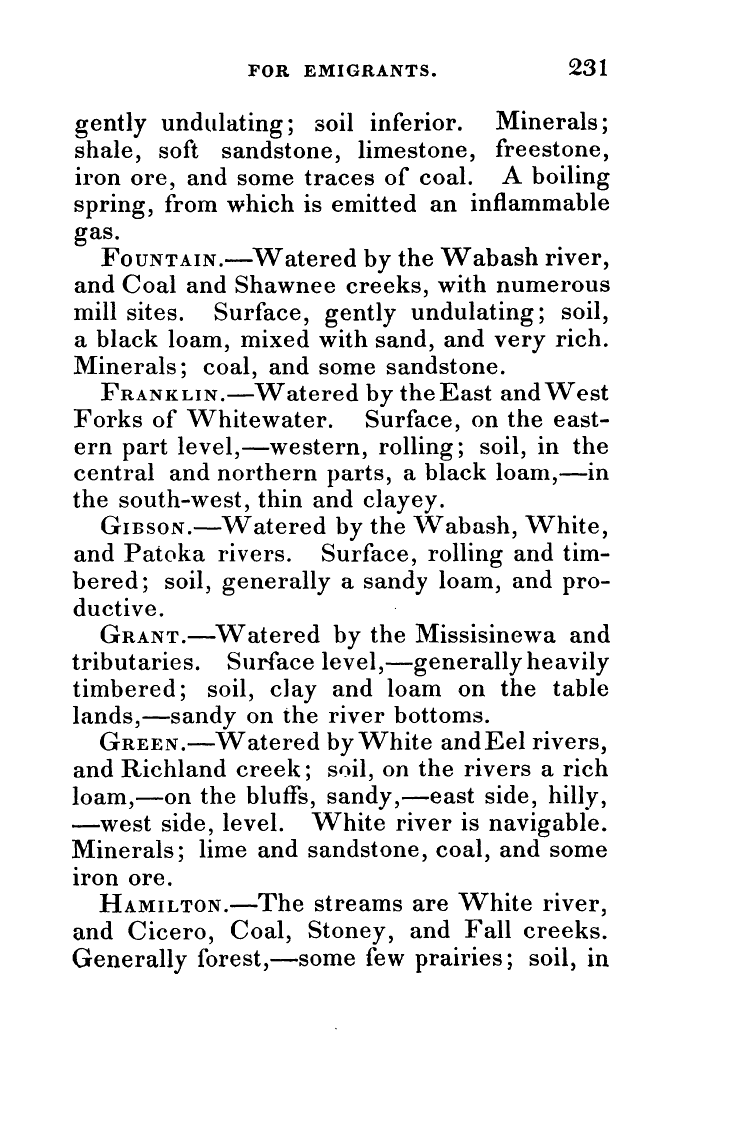 FOR EMIGRANTS. 231
gently undulating; soil inferior. Minerals;
shale, soft sandstone, limestone, freestone,
iron ore, and some traces of coal. A boiling
spring, from which is emitted an inflammable
gas.
FOUNTAIN.—Watered by the Wabash river,
and Coal and Shawnee creeks, with numerous
mill sites. Surface, gently undulating; soil,
a black loam, mixed with sand, and very rich.
Minerals; coal, and some sandstone.
FRANKLIN.—Watered by the East and West
Forks of Whitewater. Surface, on the east-
ern part level,—western, rolling; soil, in the
central and northern parts, a black loam,—in
the south-west, thin and clayey.
GIBSON.—Watered by the Wabash, White,
and Patoka rivers. Surface, rolling and tim-
bered; soil, generally a sandy loam, and pro-
ductive.
GRANT.—Watered by the Missisinewa and
tributaries. Surface level,—generally heavily
timbered; soil, clay and loam on the table
lands,—sandy on the river bottoms.
GREEN.—Watered by White and Eel rivers,
and Richland creek; soil, on the rivers a rich
loam,—on the bluffs, sandy,—east side, hilly,
—west side, level. White river is navigable.
Minerals; lime and sandstone, coal, and some
iron ore.
HAMILTON.—The streams are White river,
and Cicero, Coal, Stoney, and Fall creeks.
Generally forest,—some few prairies; soil, in